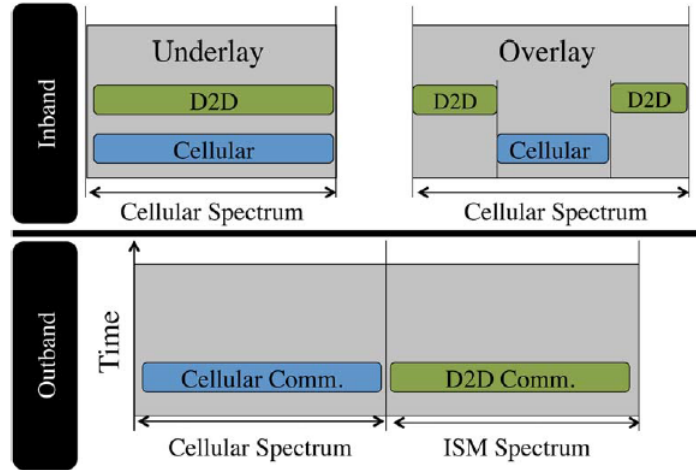 Inband
Underlay
D2D
Cellular
Cellular Spectrum
Overlay
D2D
D2D
Cellular
Cellular Spectrum
Outband
Time
Cellular Comm.
D2D Comm.
Cellular Spectrum
ISM Spectrum